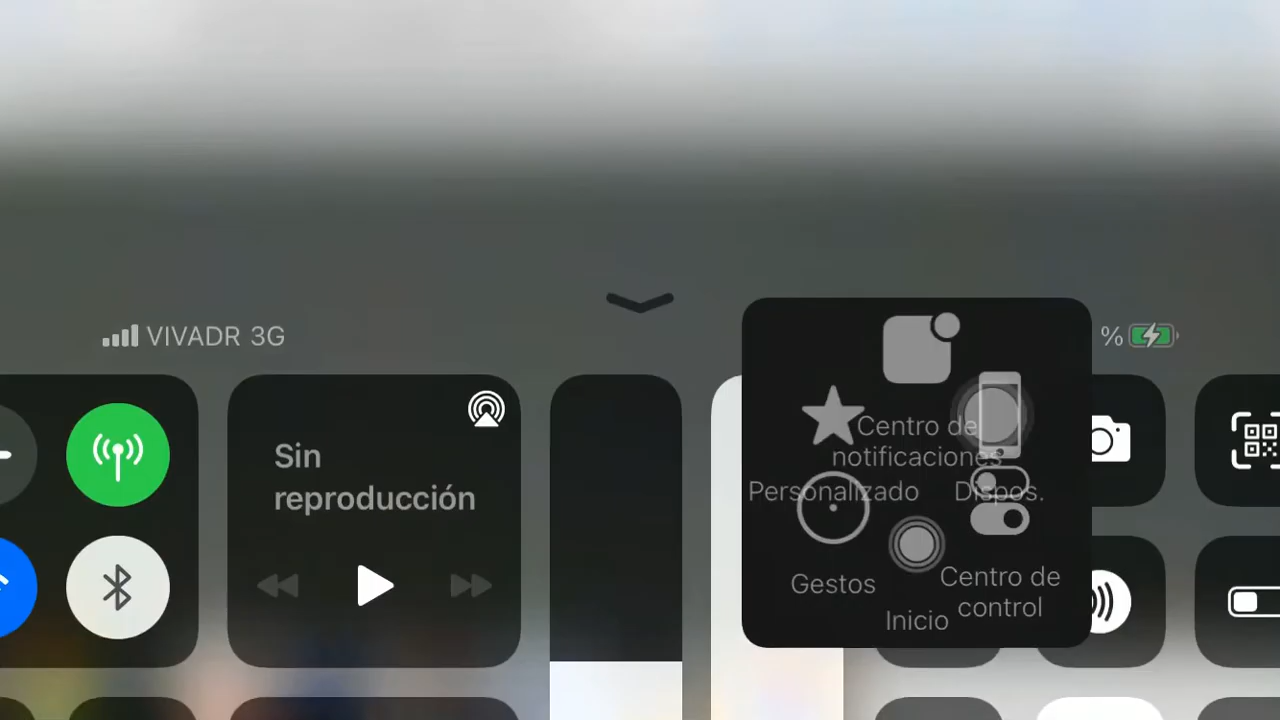 VIVADR 3G
%
Sin
reproducción
Centro de
notificaciones
Personalizado
Dispos.
Gestos
Centro de
control
Inicio